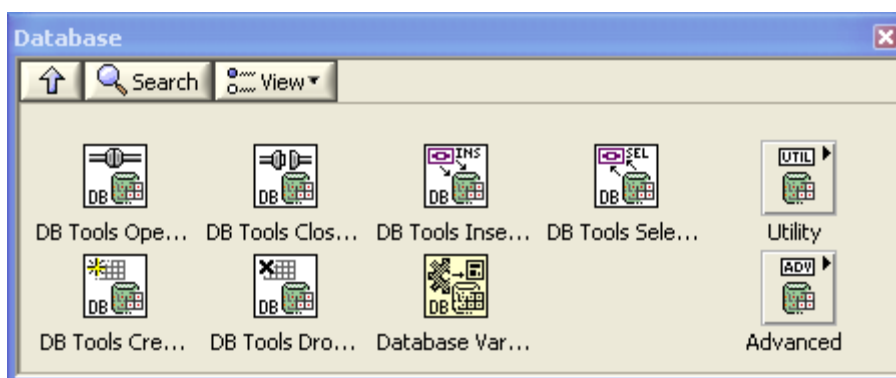 Database
Search View
INS SEL UTIL
DB DB DB DB
DB Tools Ope... DB Tools Clos... DB Tools Inse... DB Tools Sele... Utility
ADV
DB DB DB
DB Tools Cre... DB Tools Dro... Database Var... Advanced